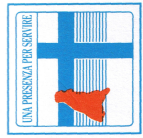 UNA PRESENZA PER SERVIRE